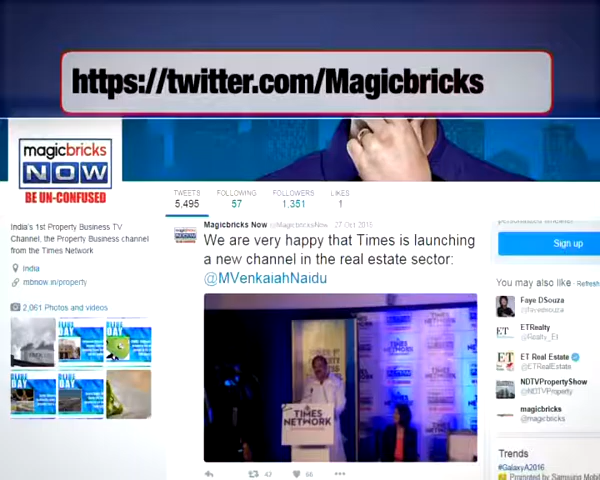 https://twitter.com/Magicbricks
magicbricks
NOW
BE UN-CONFUSED
TWEETS
FOLLOWING
FOLLOWERS
LIKES
5,495
57
1,351
1
India's 1st Property Business TV
Channel, the Property Business channel
from the Times Network
India
mbnow.in/property
2,061 Photos and videos
Magicbricks Now @MagicbricksNow · 27 Oct 2015
We are very happy that Times is launching
a new channel in the real estate sector:
@MVenkaiahNaidu
TIMES
NETWORK
TIMES
NETWORK
47
66
Sign up
You may also like · Refresh
Faye DSouza
@fayedsouza
ETRealty
@Realty_Et
ET Real Estate
@ETRealEstate
NDTVPropertyShow
@NDTVProperty
magicbricks
@magicbricks
Trends
#GalaxyA2016
Promoted by Samsung Mobil